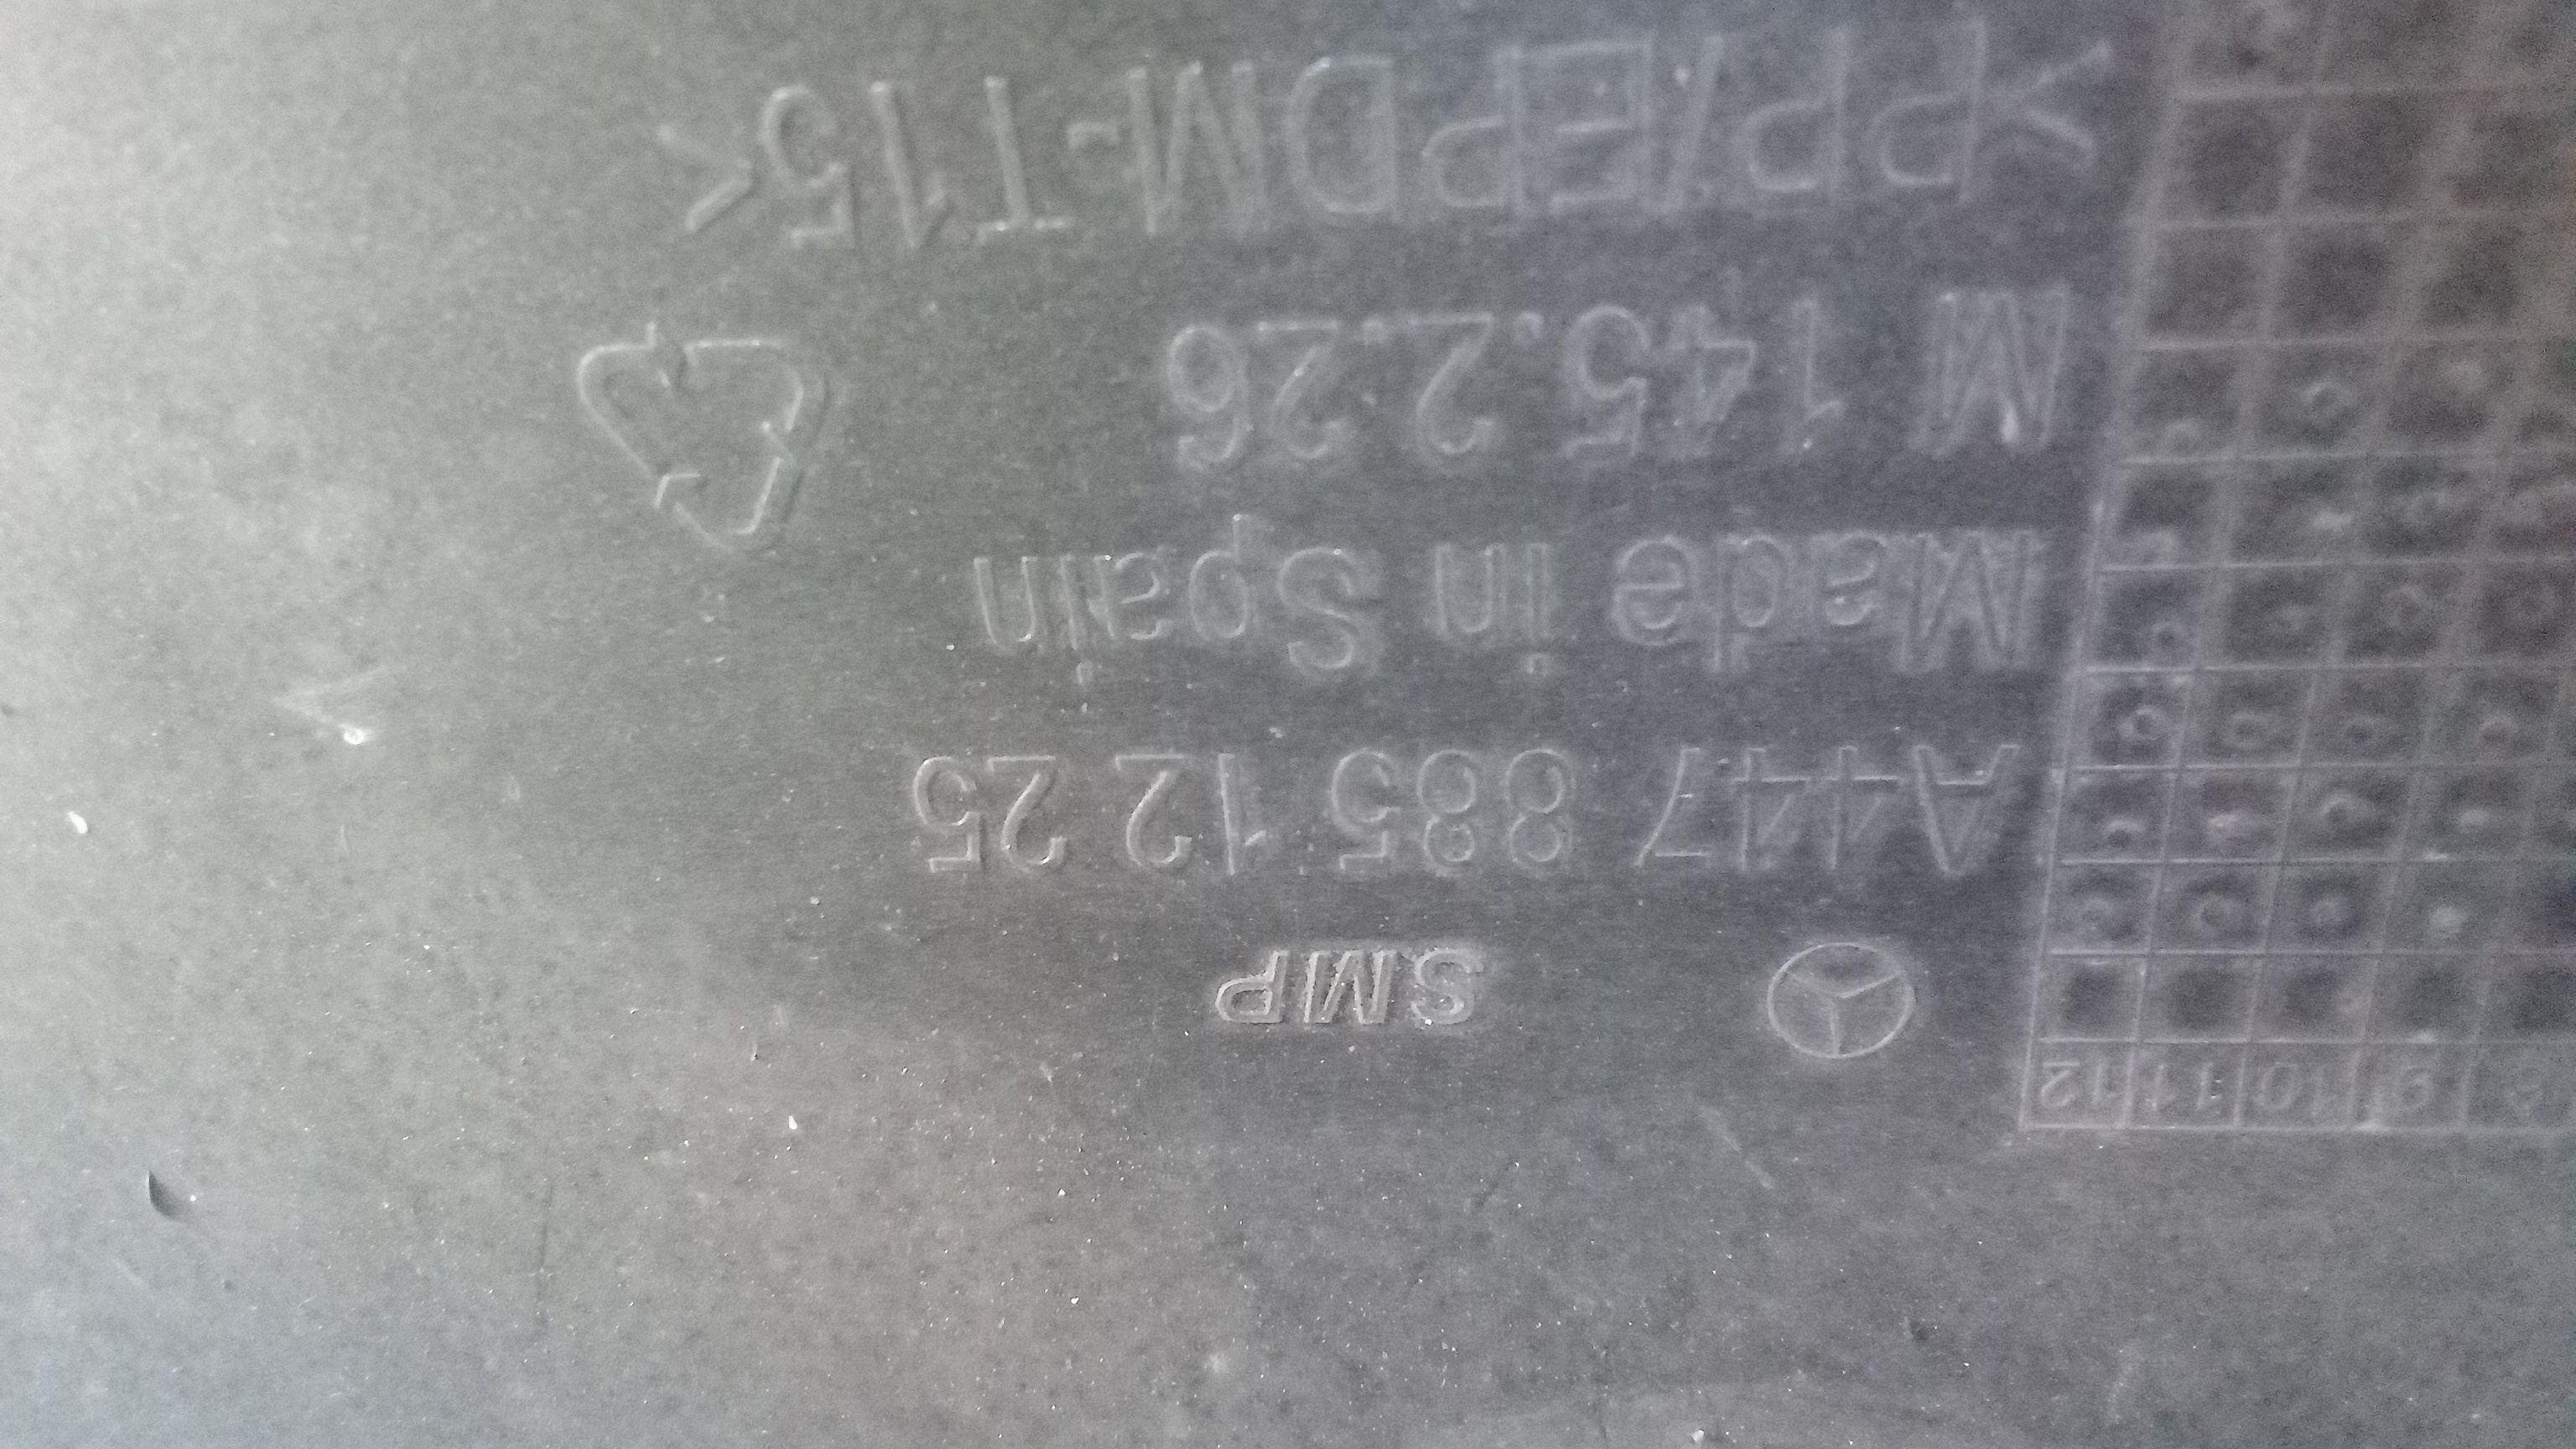 9 10 11 12
SMP
A447 885 12 25
Made in Spain
M 145.2.26
>PP/EPDM-T15<